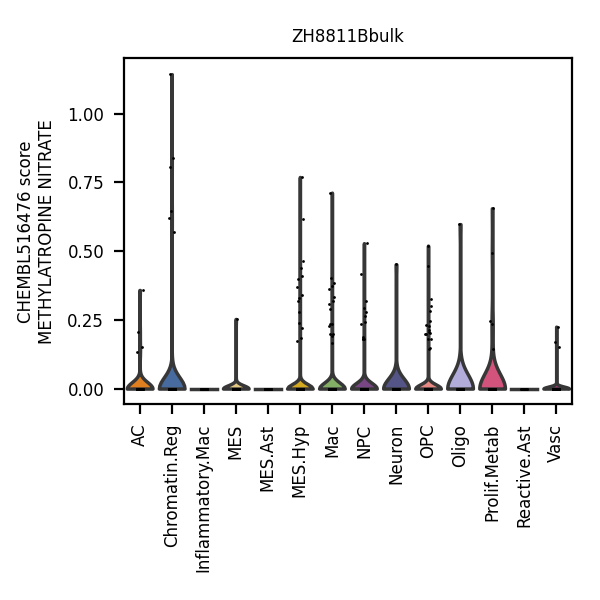 ZH8811Bbulk
CHEMBL516476 score
METHYLATROPINE NITRATE
1.00
0.75
0.50
0.25
0.00
AC
Chromatin.Reg
Inflammatory.Mac
MES
MES.Ast
MES.Hyp
Mac
NPC
Neuron
OPC
Oligo
Prolif.Metab
Reactive.Ast
Vasc